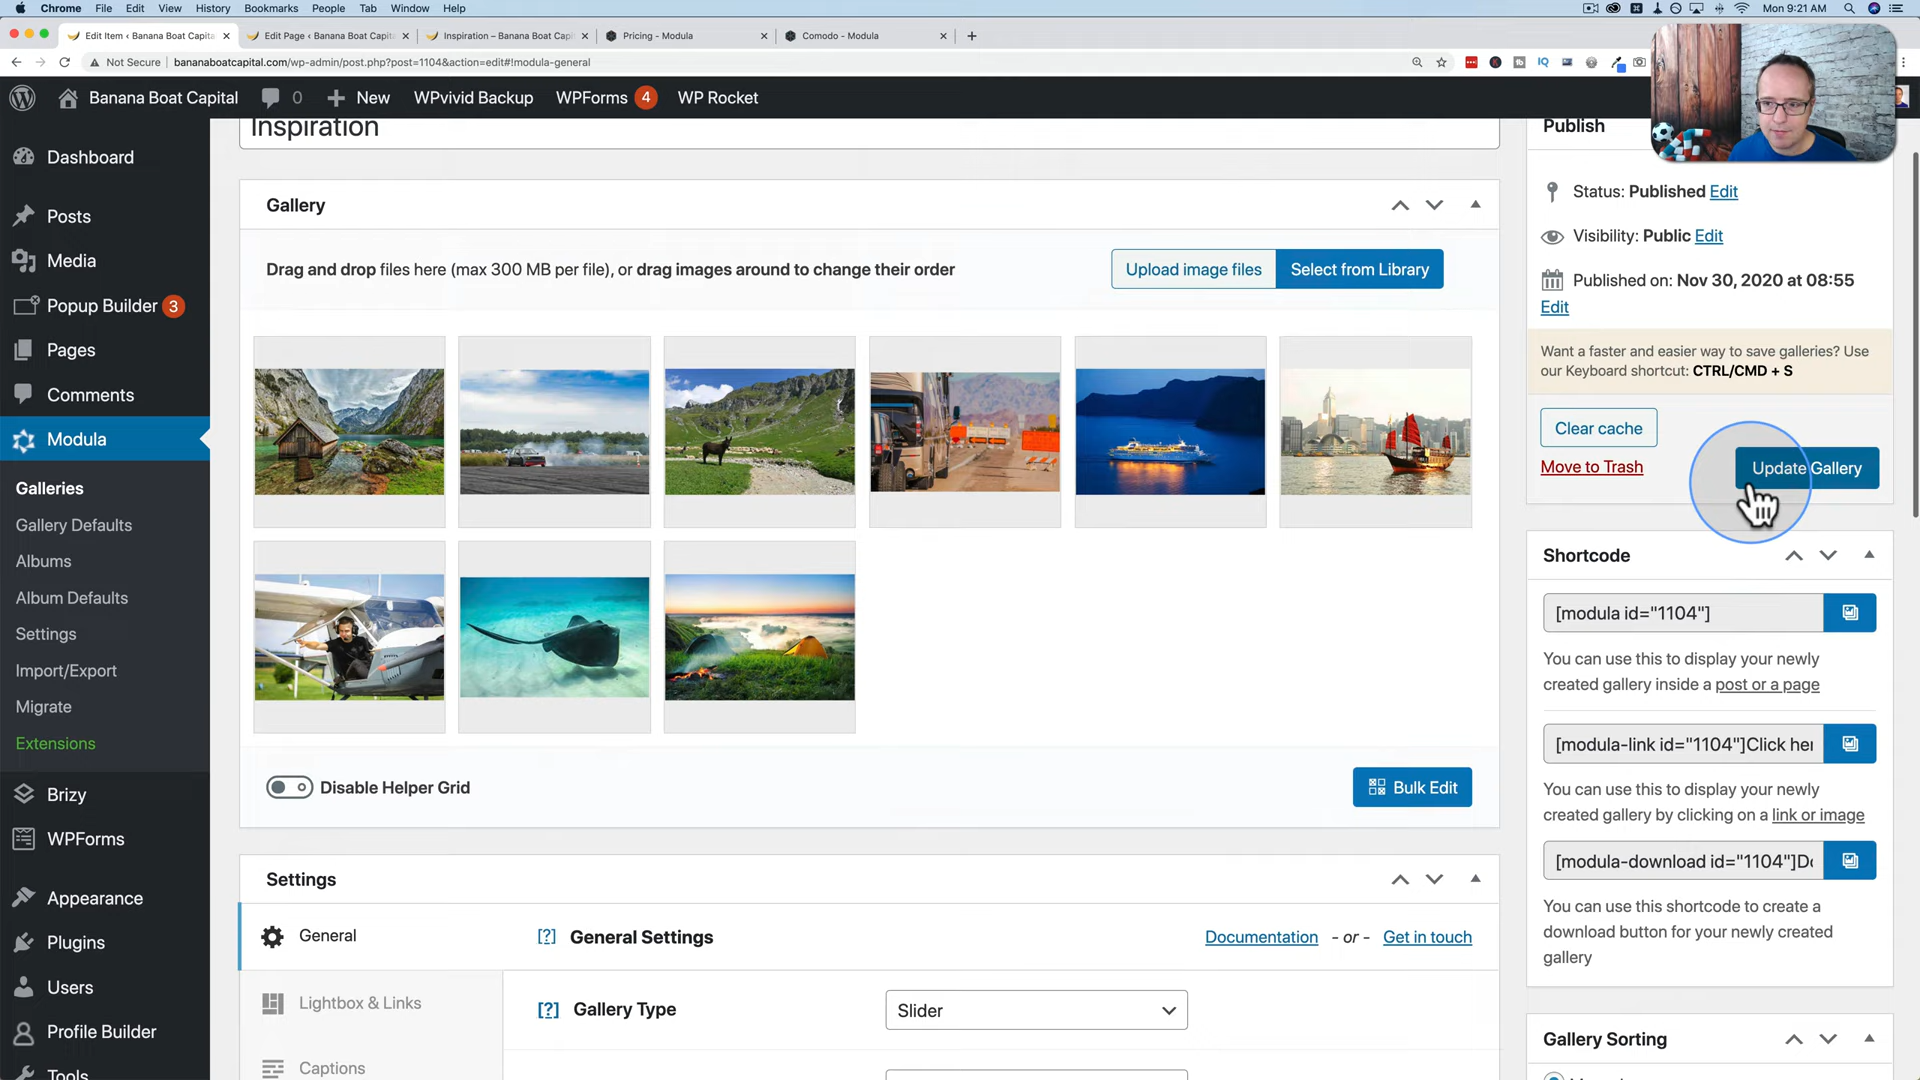 Chrome File Edit View History Bookmarks People Tab Window Help
Mon 9:21 AM
Edit Item ‹ Banana Boat Capita
Edit Page ‹ Banana Boat Capita
Inspiration – Banana Boat Capi
Pricing - Modula
Comodo - Modula
Not Secure
bananaboatcapital.com/wp-admin/post.php?post=1104&action=edit#!modula-general
IQ
Banana Boat Capital
0
New
WPvivid Backup
WPForms
4
WP Rocket
Dashboard
Posts
Media
Popup Builder
3
Pages
Comments
Modula
Galleries
Gallery Defaults
Albums
Album Defaults
Settings
Import/Export
Migrate
Extensions
Brizy
WPForms
Appearance
Plugins
Users
Profile Builder
Tools
Inspiration
Gallery
Drag and drop files here (max 300 MB per file), or drag images around to change their order
Upload image files
Select from Library
Disable Helper Grid
Bulk Edit
Settings
General
Lightbox & Links
Captions
[?] General Settings
Documentation - or - Get in touch
[?] Gallery Type
Slider
Publish
Status: Published Edit
Visibility: Public Edit
Published on: Nov 30, 2020 at 08:55
Edit
Want a faster and easier way to save galleries? Use
our Keyboard shortcut: CTRL/CMD + S
Clear cache
Move to Trash
Update Gallery
Shortcode
[modula id="1104"]
You can use this to display your newly
created gallery inside a post or a page
[modula-link id="1104"]Click her
You can use this to display your newly
created gallery by clicking on a link or image
[modula-download id="1104"]Do
You can use this shortcode to create a
download button for your newly created
gallery
Gallery Sorting